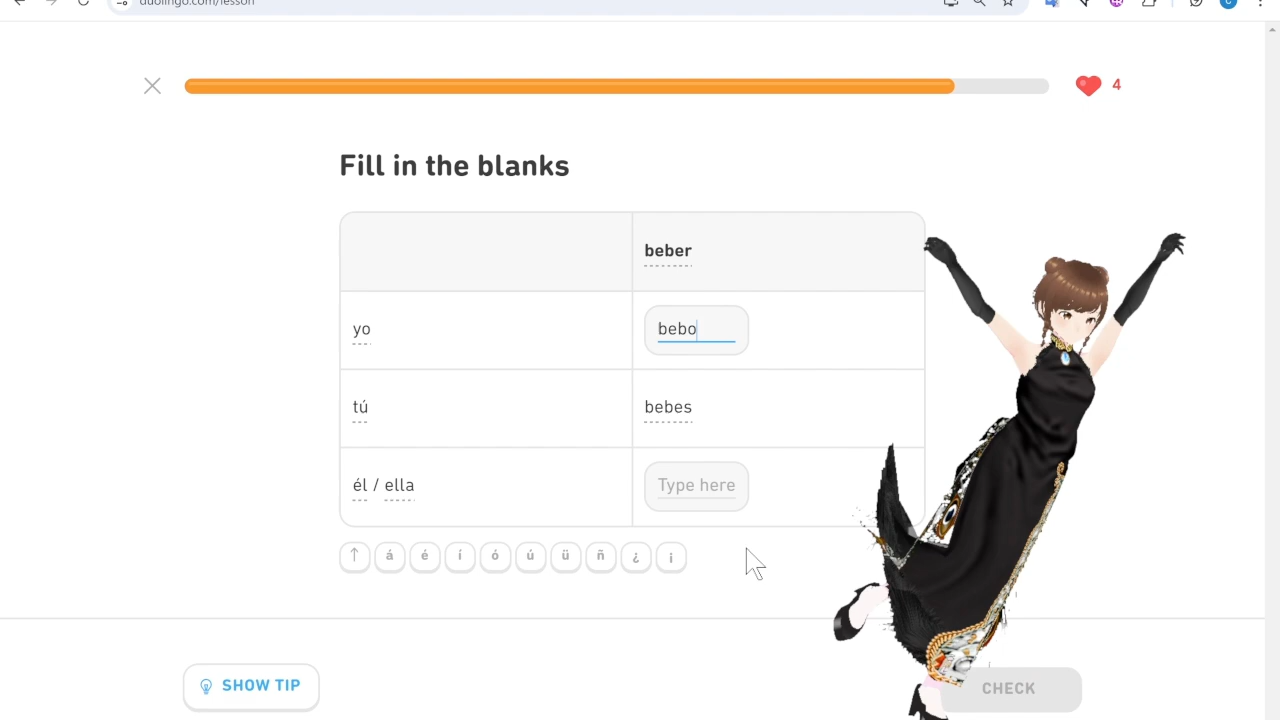 duolingo.com/lesson
4
Fill in the blanks
beber
yo
bebo
tú
bebes
él / ella
Type here
↑ á é í ó ú ü ñ ¿ ¡
SHOW TIP
CHECK